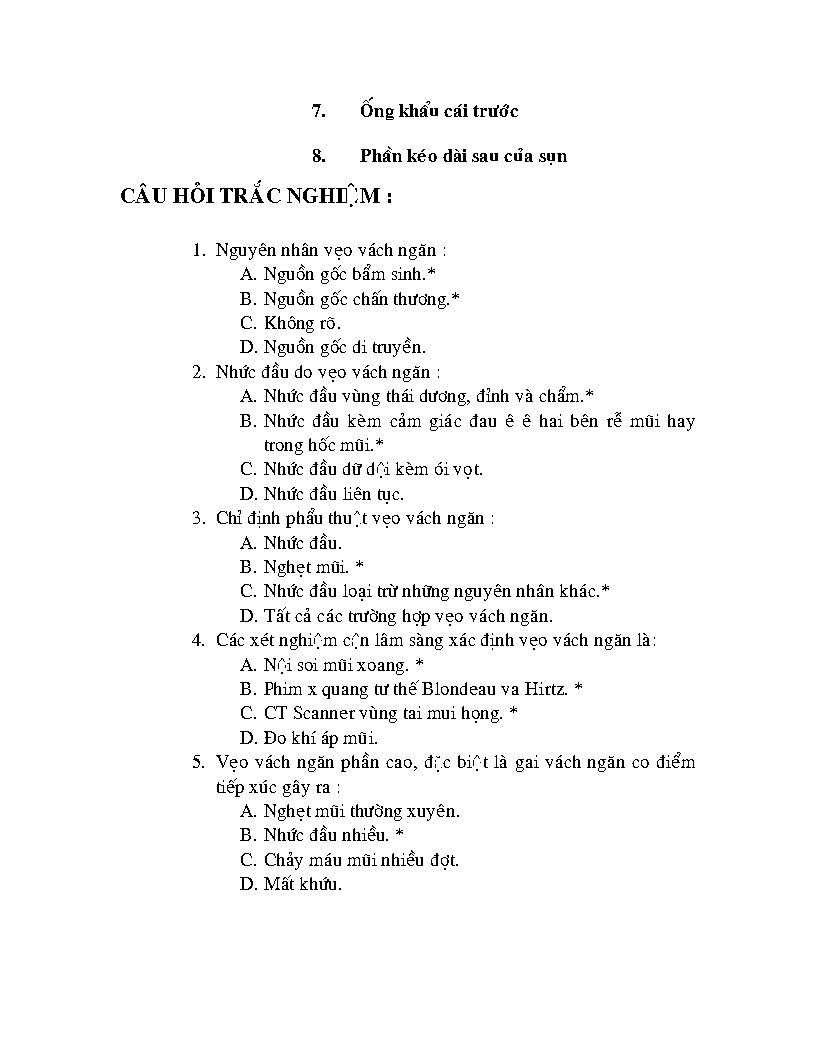 7. Ống khẩu cái trước
8. Phần kéo dài sau của sụn
CÂU HỎI TRẮC NGHIỆM :
1. Nguyên nhân vẹo vách ngăn :
A. Nguồn gốc bẩm sinh.*
B. Nguồn gốc chấn thương.*
C. Không rõ.
D. Nguồn gốc di truyền.
2. Nhức đầu do vẹo vách ngăn :
A. Nhức đầu vùng thái dương, đỉnh và chẩm.*
B. Nhức đầu kèm cảm giác đau ê ê hai bên rễ mũi hay
trong hốc mũi.*
C. Nhức đầu dữ dội kèm ói vọt.
D. Nhức đầu liên tục.
3. Chỉ định phẩu thuật vẹo vách ngăn :
A. Nhức đầu.
B. Nghẹt mũi. *
C. Nhức đầu loại trừ những nguyên nhân khác.*
D. Tất cả các trường hợp vẹo vách ngăn.
4. Các xét nghiệm cận lâm sàng xác định vẹo vách ngăn là:
A. Nội soi mũi xoang. *
B. Phim x quang tư thế Blondeau va Hirtz. *
C. CT Scanner vùng tai mui họng. *
D. Đo khí áp mũi.
5. Vẹo vách ngăn phần cao, đặc biệt là gai vách ngăn co điểm
tiếp xúc gây ra :
A. Nghẹt mũi thường xuyên.
B. Nhức đầu nhiều. *
C. Chảy máu mũi nhiều đợt.
D. Mất khứu.